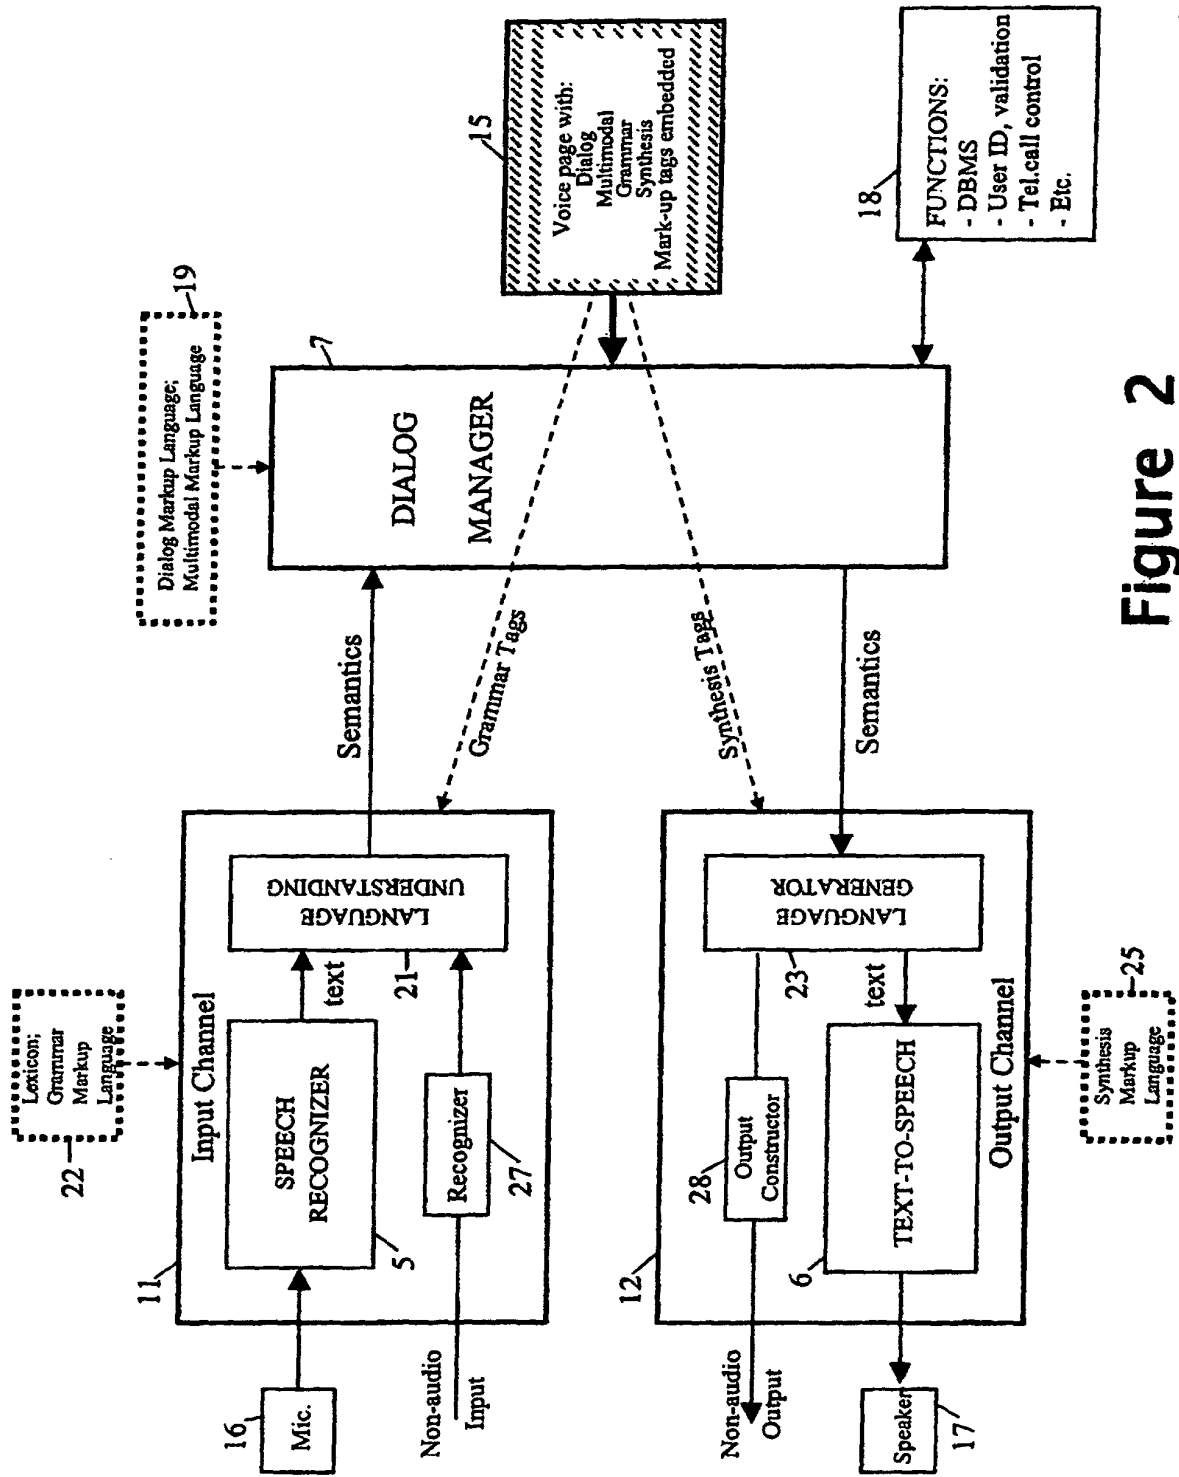 22
Lexicon;
Grammar
Markup
Language
Dialog Markup Language;
Multimodal Markup Language
19
11
Input Channel
16
Mic.
SPEECH
RECOGNIZER
5
text
LANGUAGE
UNDERSTANDING
21
Non-audio
Input
Recognizer
27
Semantics
Grammar Tags
7
DIALOG
MANAGER
15
Voice page with:
Dialog
Multimodal
Grammar
Synthesis
Mark-up tags embedded
12
Non-audio
Output
28
Output
Constructor
23
LANGUAGE
GENERATOR
text
6
TEXT-TO-SPEECH
Speaker
17
Output Channel
Synthesis Tags
Semantics
18
FUNCTIONS:
- DBMS
- User ID, validation
- Tel.call control
- Etc.
Synthesis
Markup
Language
25
Figure 2